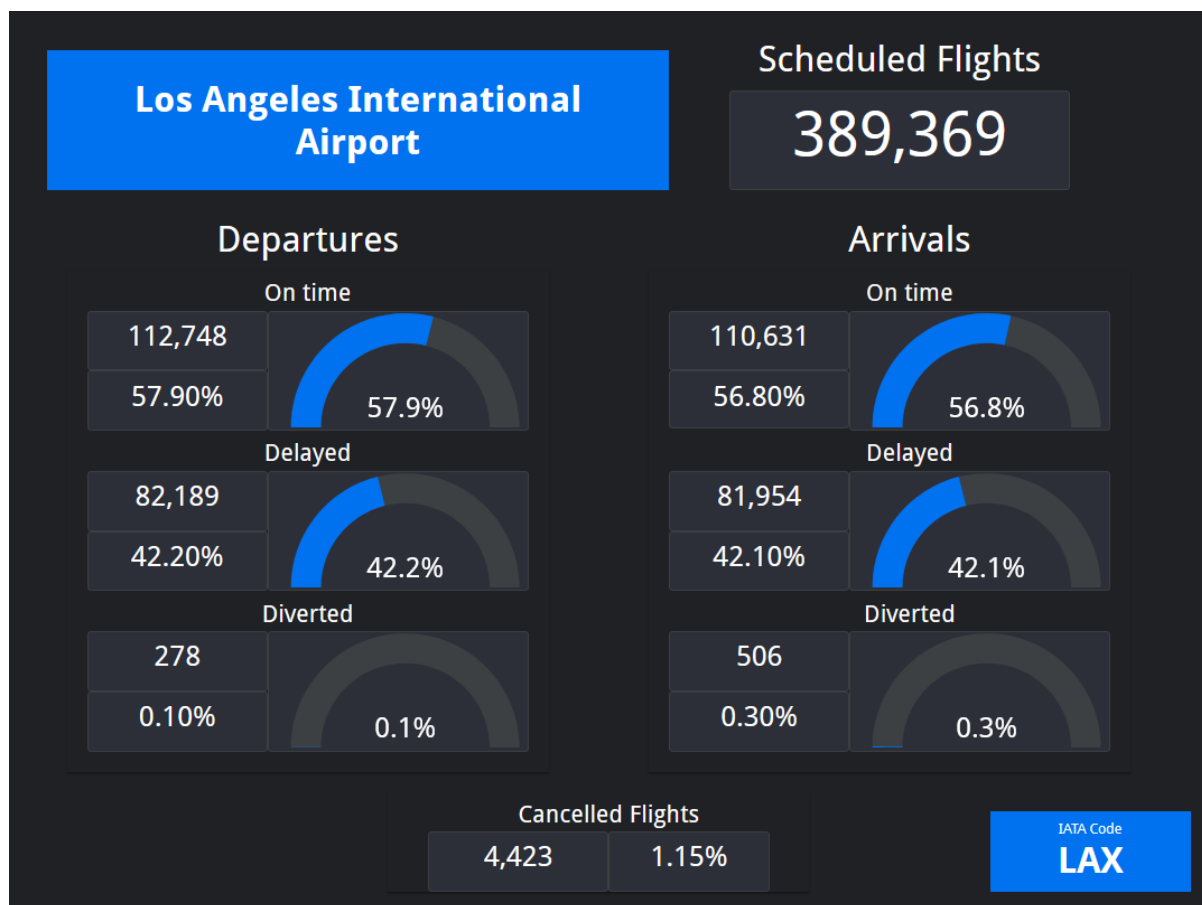 Los Angeles International
Airport
Scheduled Flights
389,369
Departures
On time
112,748
57.90%
57.9%
Delayed
82,189
42.20%
42.2%
Diverted
278
0.10%
0.1%
Arrivals
On time
110,631
56.80%
56.8%
Delayed
81,954
42.10%
42.1%
Diverted
506
0.30%
0.3%
Cancelled Flights
4,423 1.15%
IATA Code
LAX